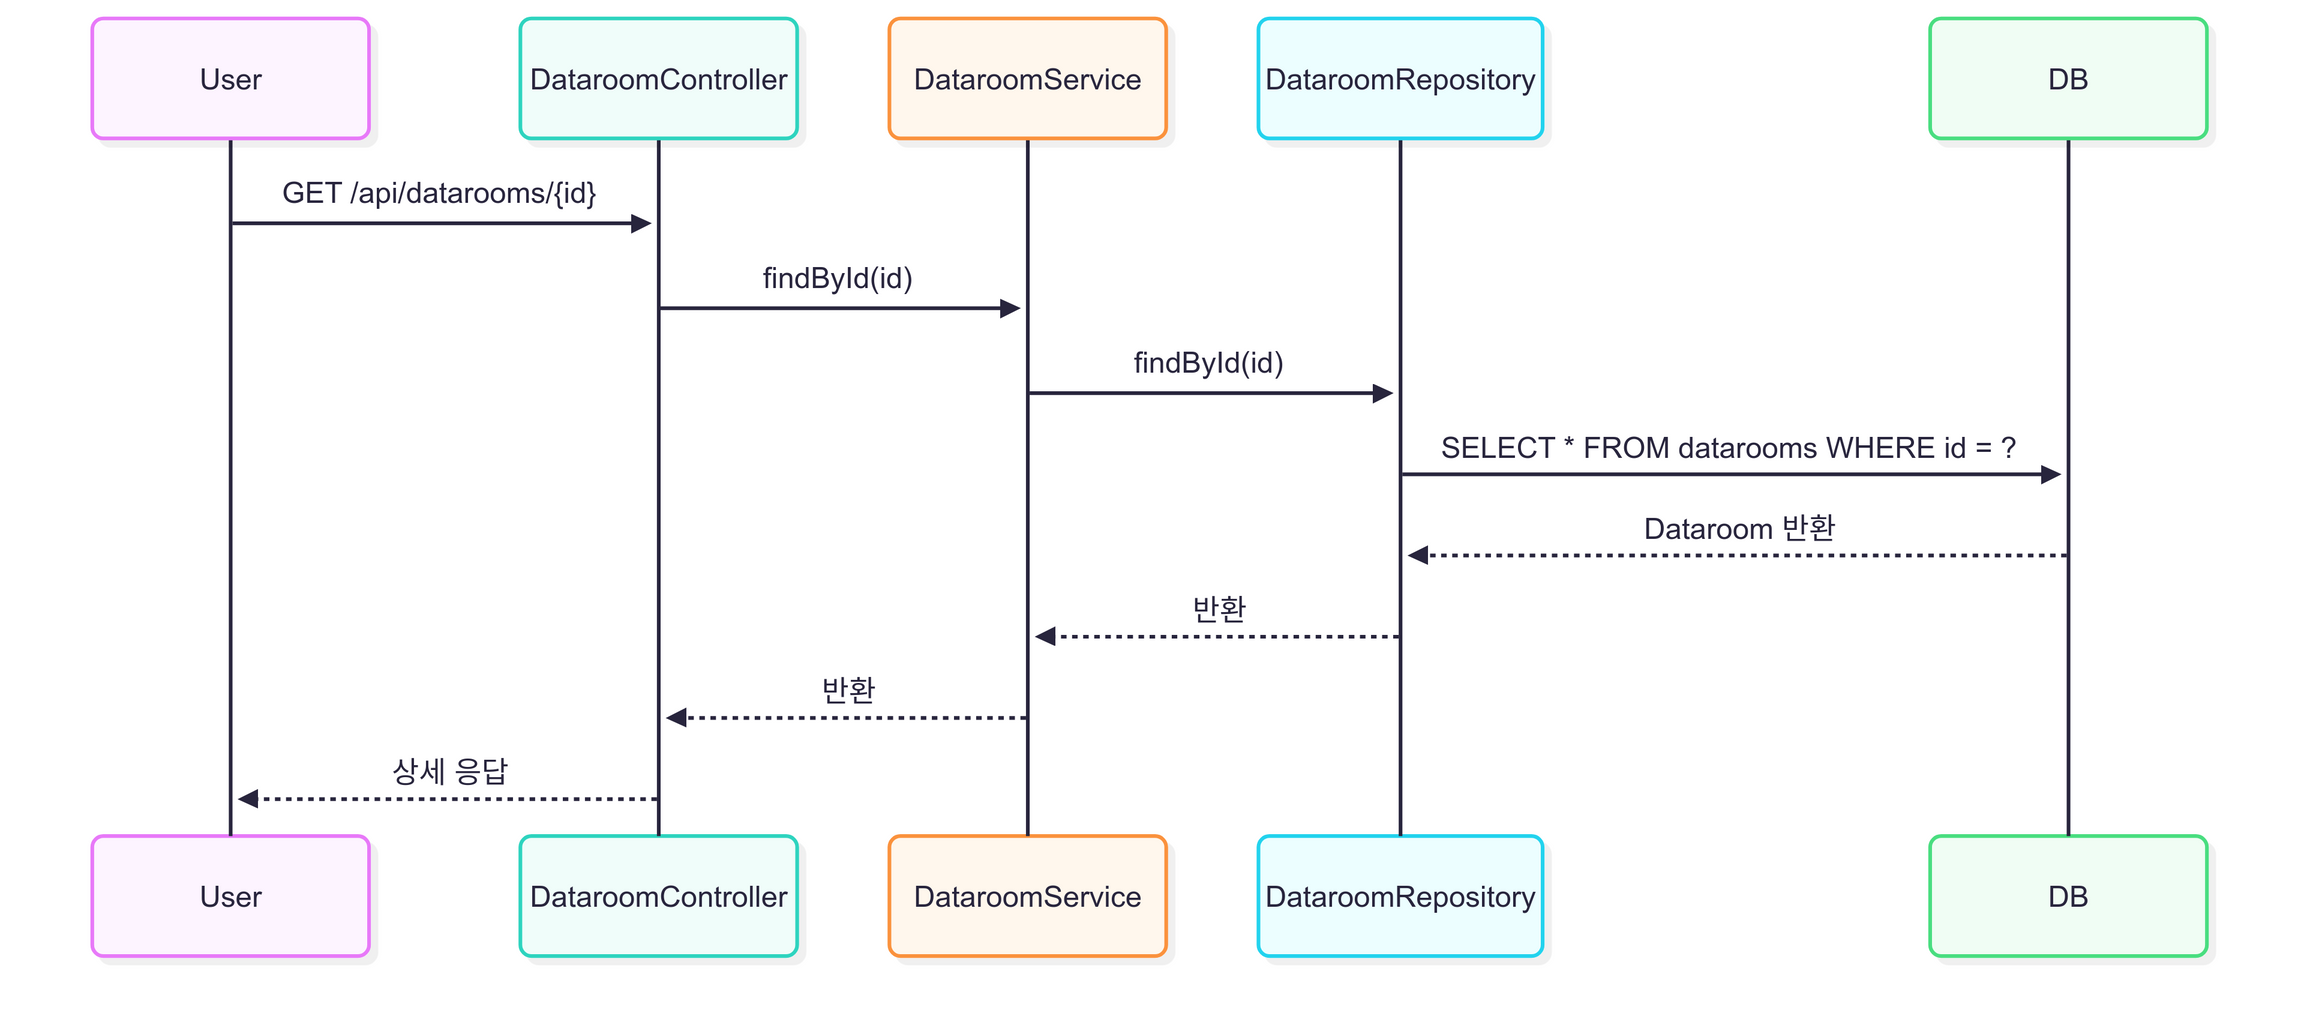 User
DataroomController
DataroomService
DataroomRepository
DB
GET /api/datarooms/{id}
findById(id)
findById(id)
SELECT * FROM datarooms WHERE id = ?
Dataroom 반환
반환
반환
상세 응답
User
DataroomController
DataroomService
DataroomRepository
DB